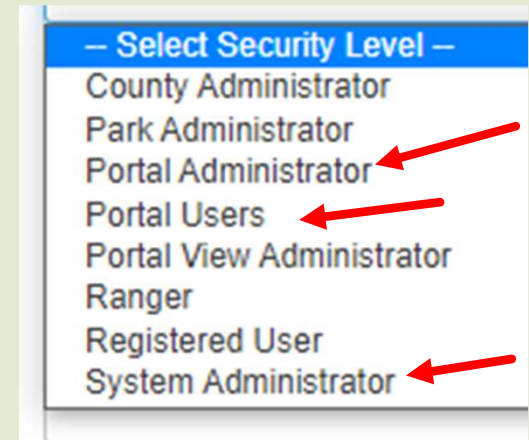 -- Select Security Level --
County Administrator
Park Administrator
Portal Administrator
Portal Users
Portal View Administrator
Ranger
Registered User
System Administrator